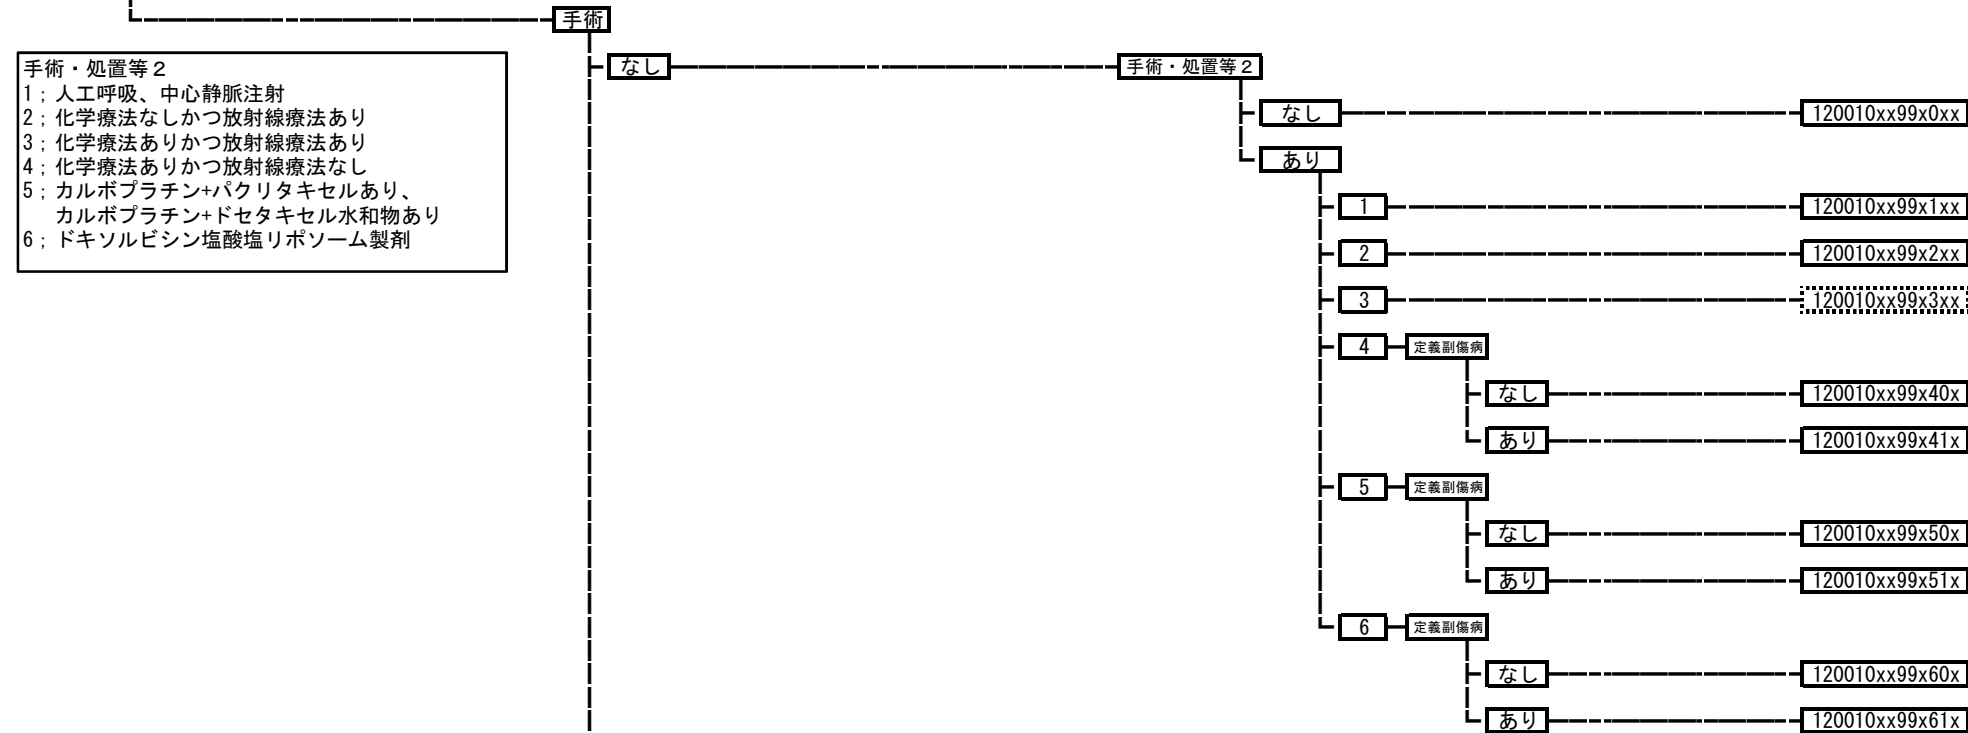 手術
手術・処置等２
1；人工呼吸、中心静脈注射
2；化学療法なしかつ放射線療法あり
3；化学療法ありかつ放射線療法あり
4；化学療法ありかつ放射線療法なし
5；カルボプラチン+パクリタキセルあり、
カルボプラチン+ドセタキセル水和物あり
6；ドキソルビシン塩酸塩リポソーム製剤
なし
手術・処置等２
なし
120010xx99x0xx
あり
1
120010xx99x1xx
2
120010xx99x2xx
3
120010xx99x3xx
4
定義副傷病
なし
120010xx99x40x
あり
120010xx99x41x
5
定義副傷病
なし
120010xx99x50x
あり
120010xx99x51x
6
定義副傷病
なし
120010xx99x60x
あり
120010xx99x61x